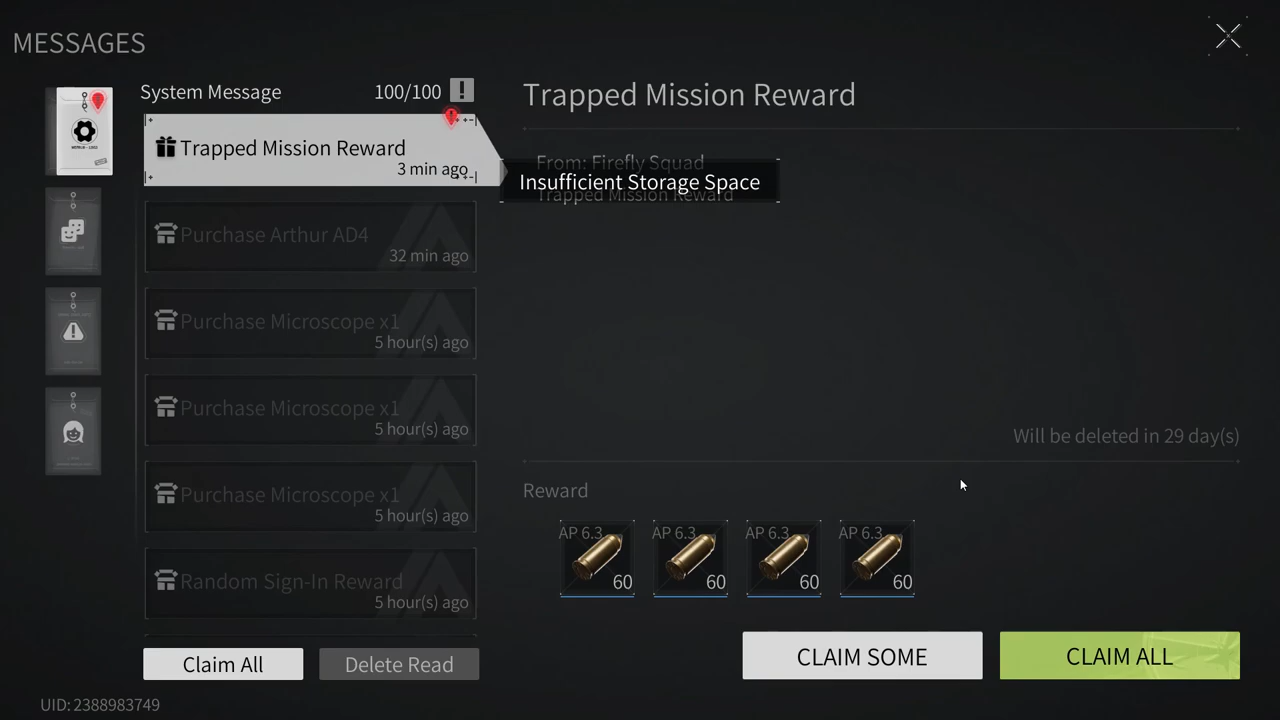 MESSAGES
System Message 100/100
Trapped Mission Reward
3 min ago
Purchase Arthur AD4
32 min ago
Purchase Microscope x1
5 hour(s) ago
Purchase Microscope x1
5 hour(s) ago
Purchase Microscope x1
5 hour(s) ago
Random Sign-In Reward
5 hour(s) ago
Claim All
Delete Read
Trapped Mission Reward
From: Firefly Squad
Insufficient Storage Space
Trapped Mission Reward
Will be deleted in 29 day(s)
Reward
AP 6.3 AP 6.3 AP 6.3 AP 6.3
60 60 60 60
CLAIM SOME
CLAIM ALL
UID: 2388983749